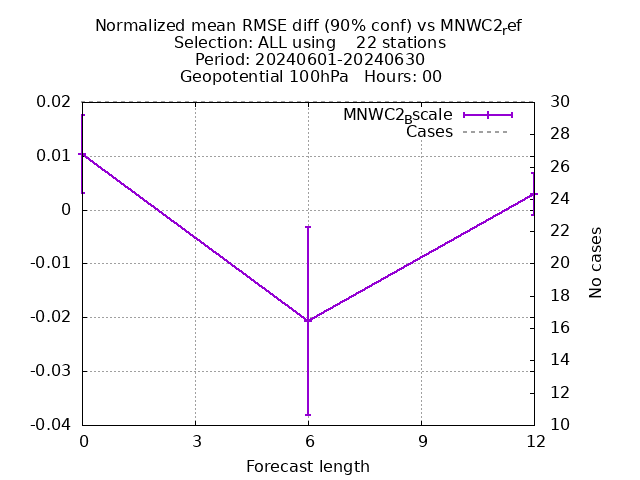 Normalized mean RMSE diff (90% conf) vs MNWC2ref
Selection: ALL using 22 stations
Period: 20240601-20240630
Geopotential 100hPa Hours: 00
MNWC2Bscale
Cases
0.02
0.01
0
-0.01
-0.02
-0.03
-0.04
30
28
26
24
22
20
18
16
14
12
10
No cases
0 3 6 9 12
Forecast length